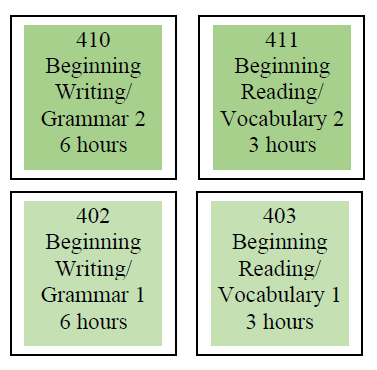 410
Beginning
Writing/
Grammar 2
6 hours
411
Beginning
Reading/
Vocabulary 2
3 hours
402
Beginning
Writing/
Grammar 1
6 hours
403
Beginning
Reading/
Vocabulary 1
3 hours